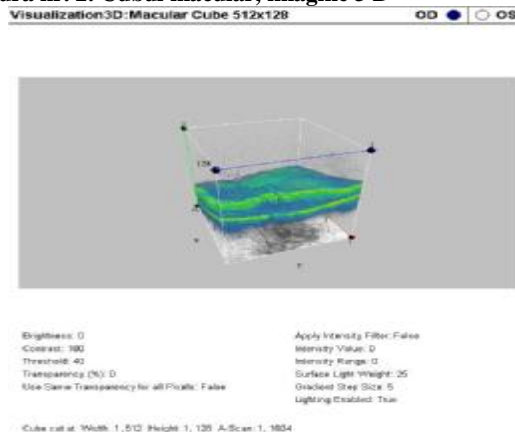 Visualization3D:Macular Cube 512x128 OD OS
Brightness: 0
Contrast: 100
Threshold: 40
Transparency (%): 0
Use Same Transparency for all Pixels: False
Apply Intensity Filter: False
Intensity Value: 0
Intensity Range: 0
Surface Light Weight: 25
Gradient Step Size: 5
Lighting Enabled: True
Cube cut at: Width: 1, 512 Height: 1, 128 A-Scan: 1,